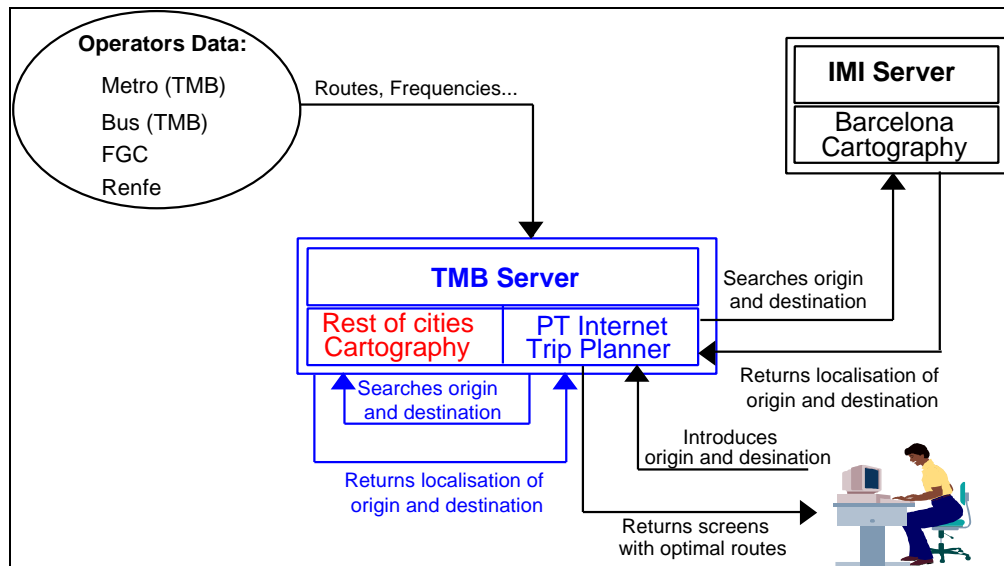 Operators Data:
Metro (TMB)
Bus (TMB)
FGC
Renfe
Routes, Frequencies...
IMI Server
Barcelona
Cartography
TMB Server
Rest of cities
Cartography
PT Internet
Trip Planner
Searches origin
and destination
Returns localisation of
origin and destination
Searches origin
and destination
Returns localisation of
origin and destination
Introduces
origin and desination
Returns screens
with optimal routes